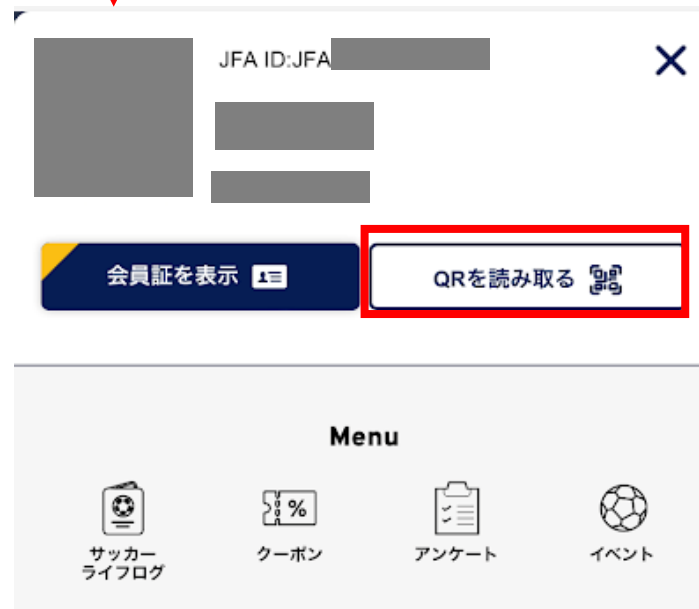 JFA ID:JFA
会員証を表示
QRを読み取る
Menu
サッカー
ライフログ
クーポン
アンケート
イベント